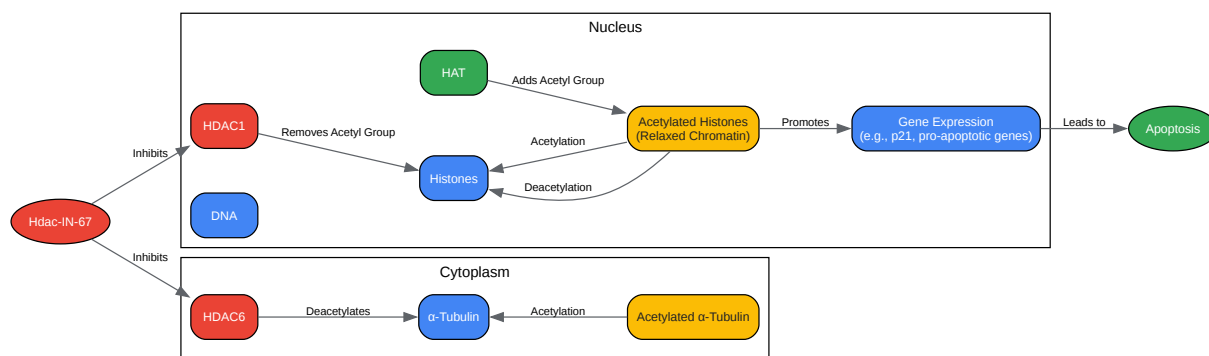 Nucleus
HAT
Adds Acetyl Group
HDAC1
Removes Acetyl Group
Acetylated Histones
(Relaxed Chromatin)
Promotes
Gene Expression
(e.g., p21, pro-apoptotic genes)
Leads to
Apoptosis
Acetylation
Inhibits
Histones
Deacetylation
DNA
Hdac-IN-67
Inhibits
Cytoplasm
HDAC6
Deacetylates
α-Tubulin
Acetylation
Acetylated α-Tubulin